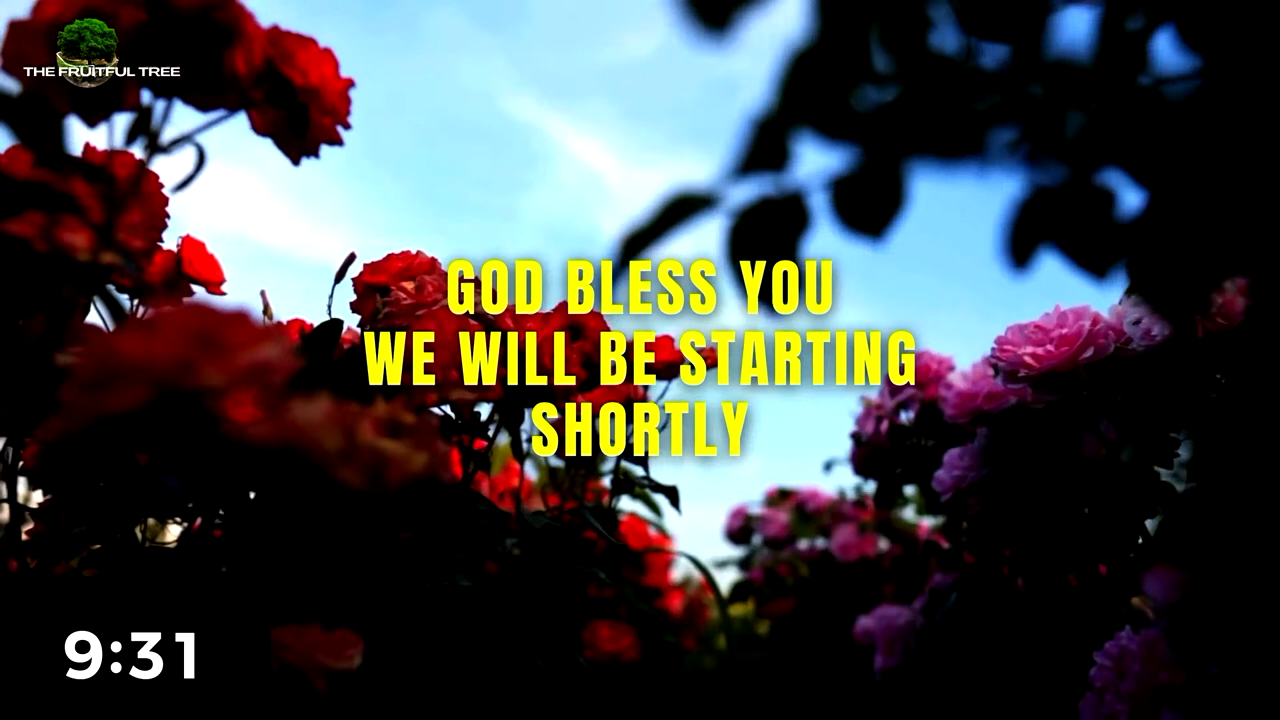 THE FRUITFUL TREE
GOD BLESS YOU
WE WILL BE STARTING
SHORTLY
9:31